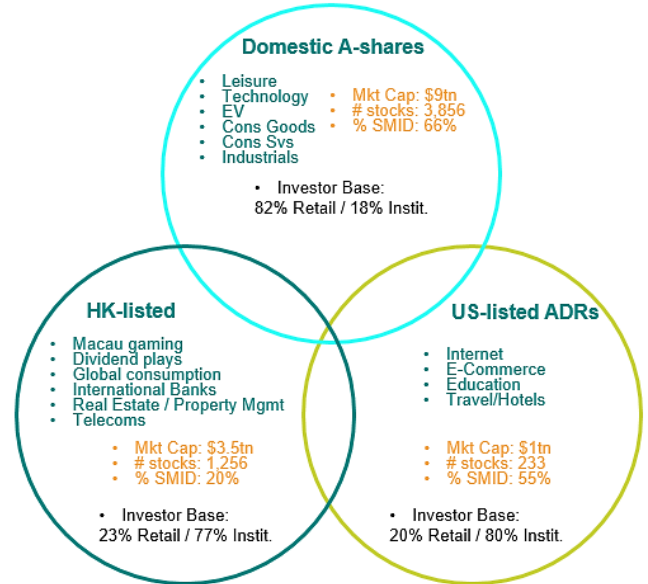 Domestic A-shares
• Leisure
• Technology
• EV
• Cons Goods
• Cons Svs
• Industrials
• Mkt Cap: $9tn
• # stocks: 3,856
• % SMID: 66%
• Investor Base:
82% Retail / 18% Instit.
HK-listed
• Macau gaming
• Dividend plays
• Global consumption
• International Banks
• Real Estate / Property Mgmt
• Telecoms
• Mkt Cap: $3.5tn
• # stocks: 1,256
• % SMID: 20%
• Investor Base:
23% Retail / 77% Instit.
US-listed ADRs
• Internet
• E-Commerce
• Education
• Travel/Hotels
• Mkt Cap: $1tn
• # stocks: 233
• % SMID: 55%
• Investor Base:
20% Retail / 80% Instit.